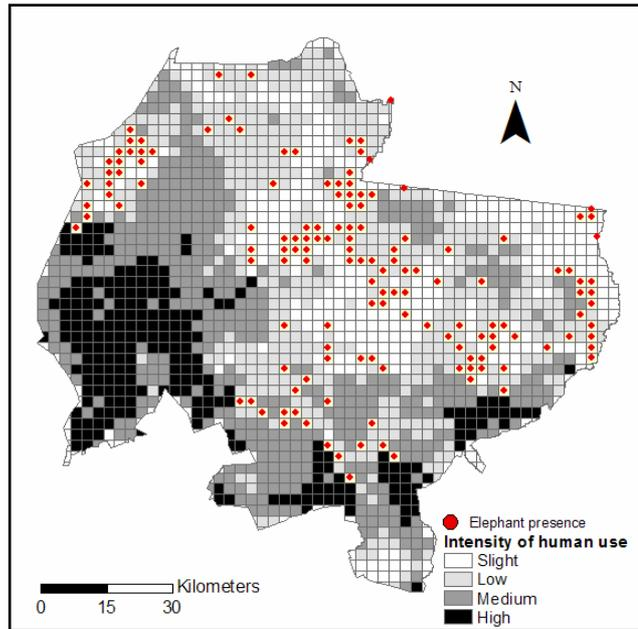 N
Elephant presence
Intensity of human use
Slight
Low
Medium
High
Kilometers
0 15 30